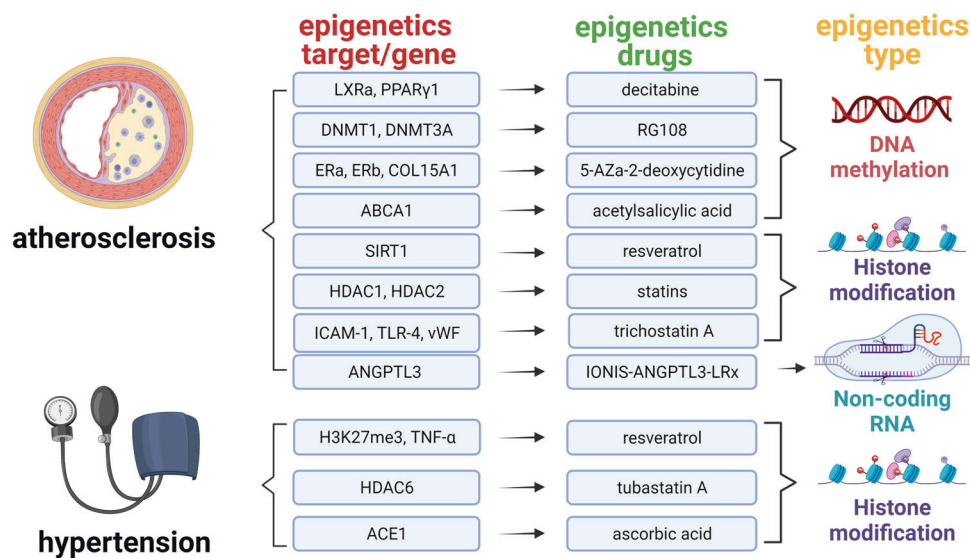 epigenetics
target/gene
epigenetics
drugs
epigenetics
type
LXRa, PPARγ1
decitabine
DNMT1, DNMT3A
RG108
ERa, ERb, COL15A1
5-AZa-2-deoxycytidine
ABCA1
acetylsalicylic acid
DNA
methylation
atherosclerosis
SIRT1
resveratrol
HDAC1, HDAC2
statins
ICAM-1, TLR-4, vWF
trichostatin A
Histone
modification
ANGPTL3
IONIS-ANGPTL3-LRx
Non-coding
RNA
hypertension
H3K27me3, TNF-α
resveratrol
HDAC6
tubastatin A
ACE1
ascorbic acid
Histone
modification